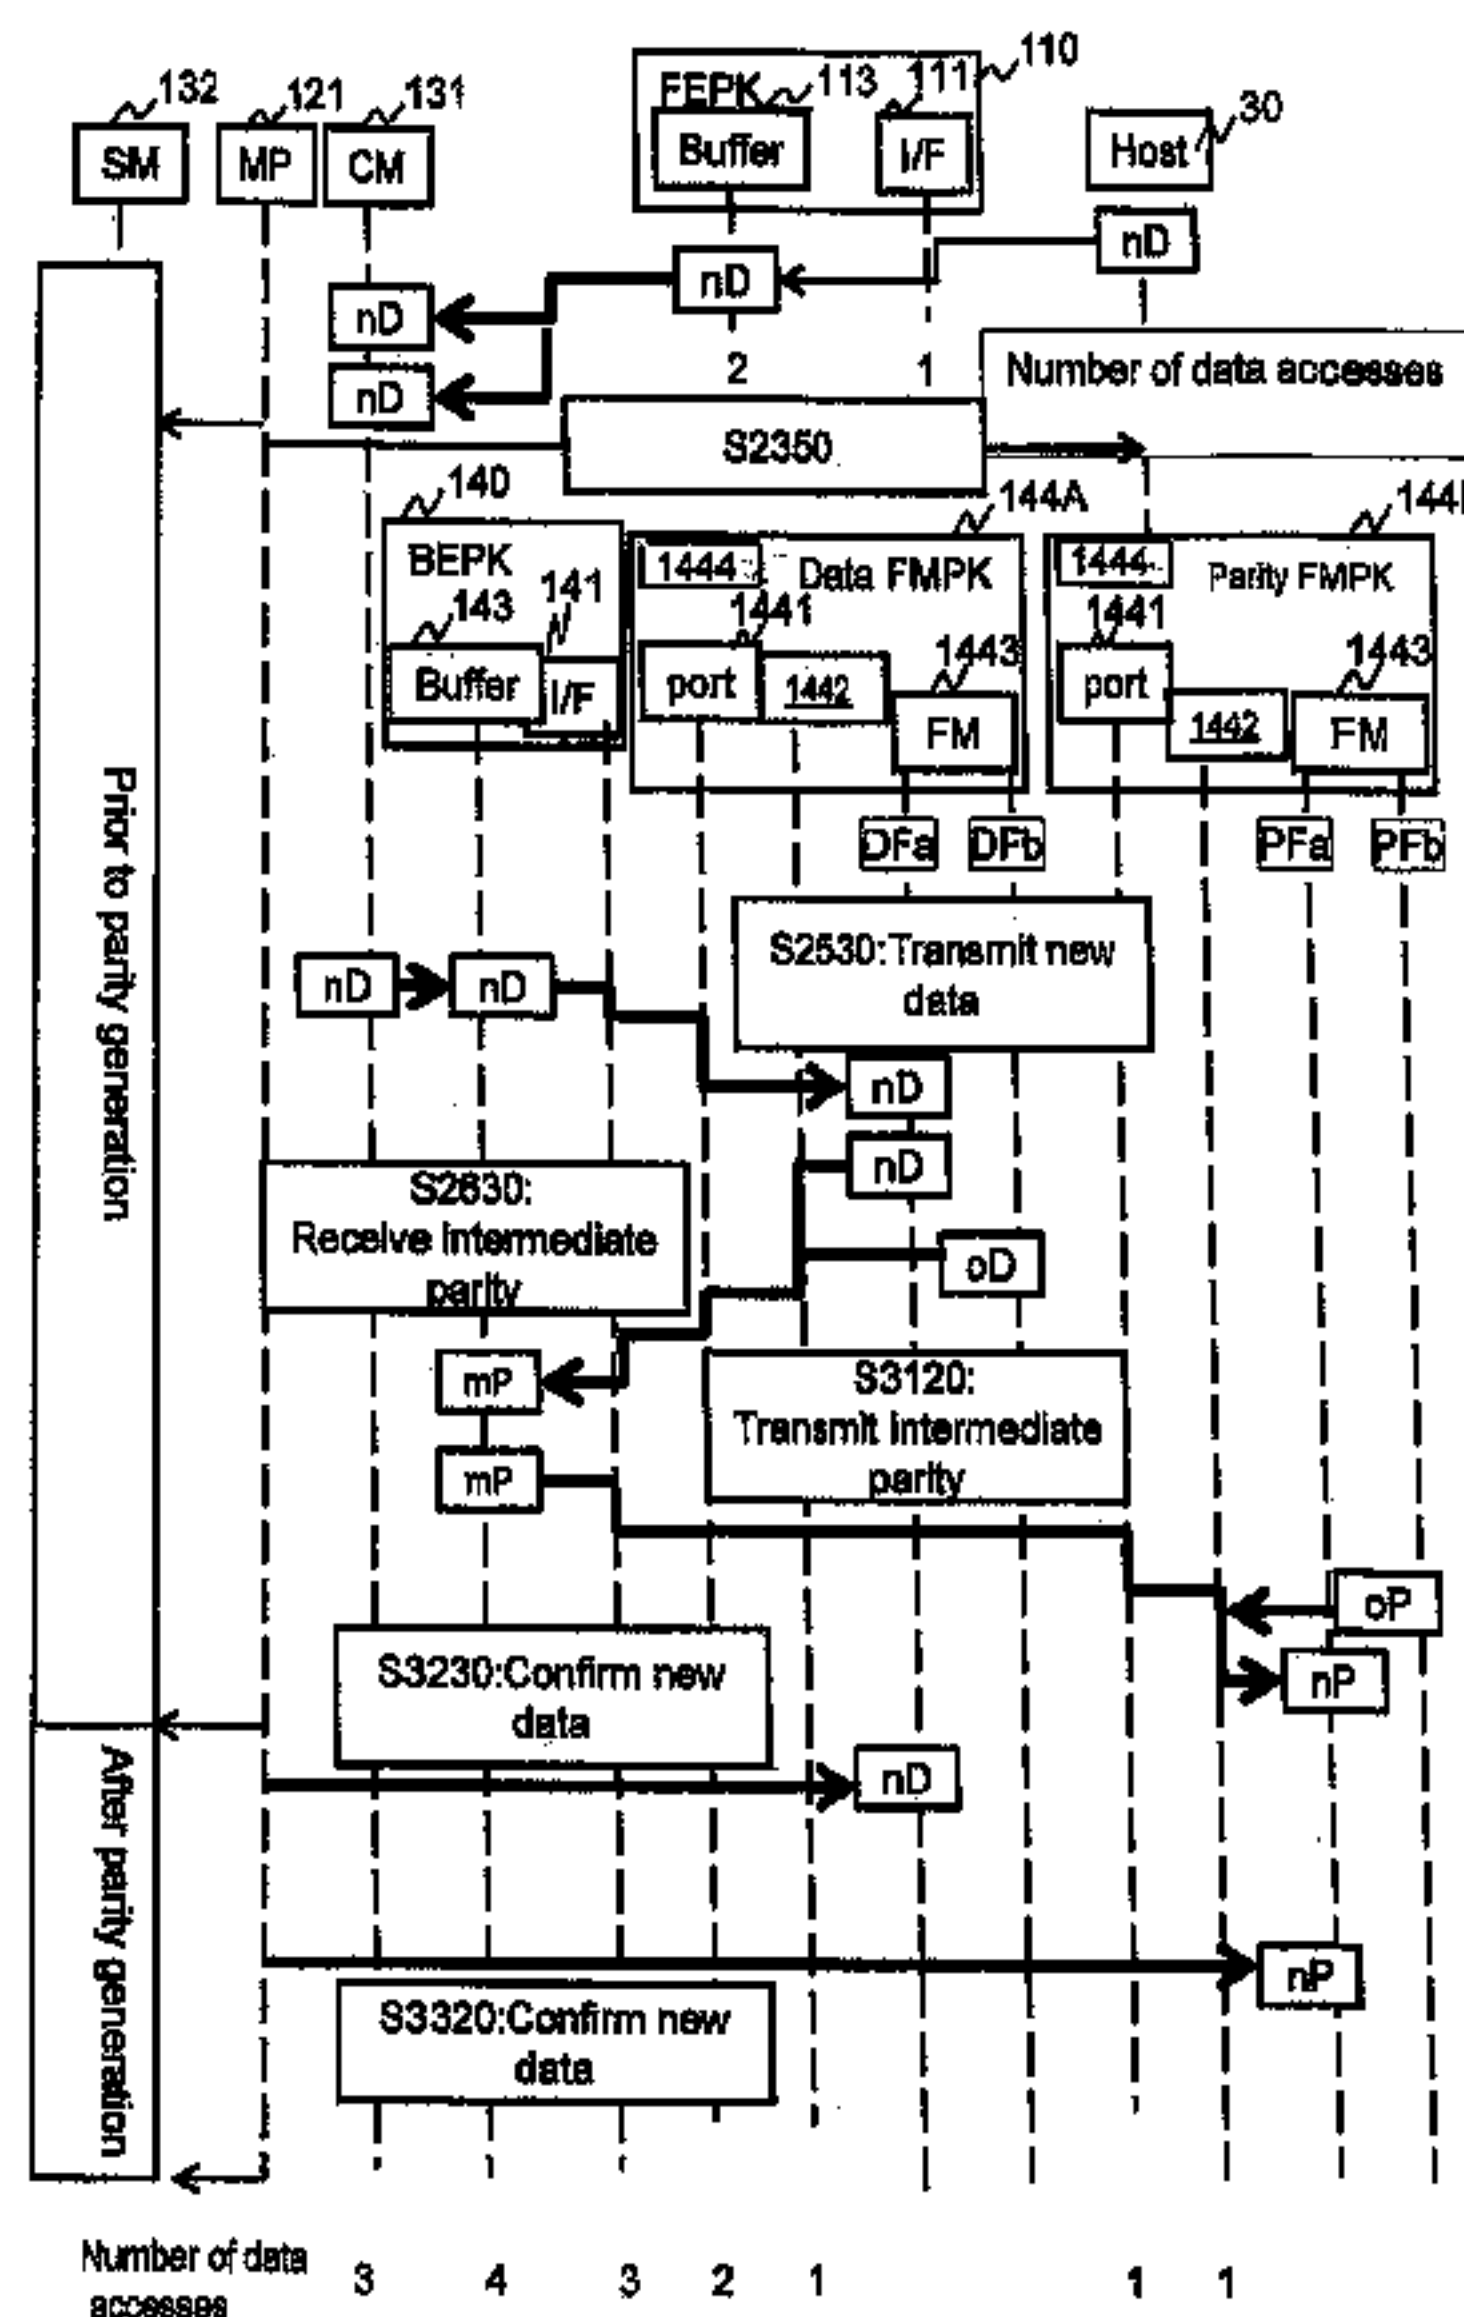 132
121
131
113
111
110
30
FEPK
SM
MP
CM
Buffer
I/F
Host
nD
nD
nD
nD
2
1
Number of data accesses
S2350
140
144A
BEPK
1444
Data FMPK
1444
Parity FMPK
143
141
1441
1443
1441
1443
Buffer
I/F
port
1442
FM
port
1442
FM
DFa
DFb
PFa
PFb
Prior to parity generation
S2530:Transmit new
data
nD
nD
nD
nD
S2630:
Receive intermediate
parity
oD
mP
S3120:
Transmit intermediate
parity
mP
oP
nP
S3230:Confirm new
data
nD
After parity generation
nP
S3320:Confirm new
data
Number of data
accesses
3
4
3
2
1
1
1